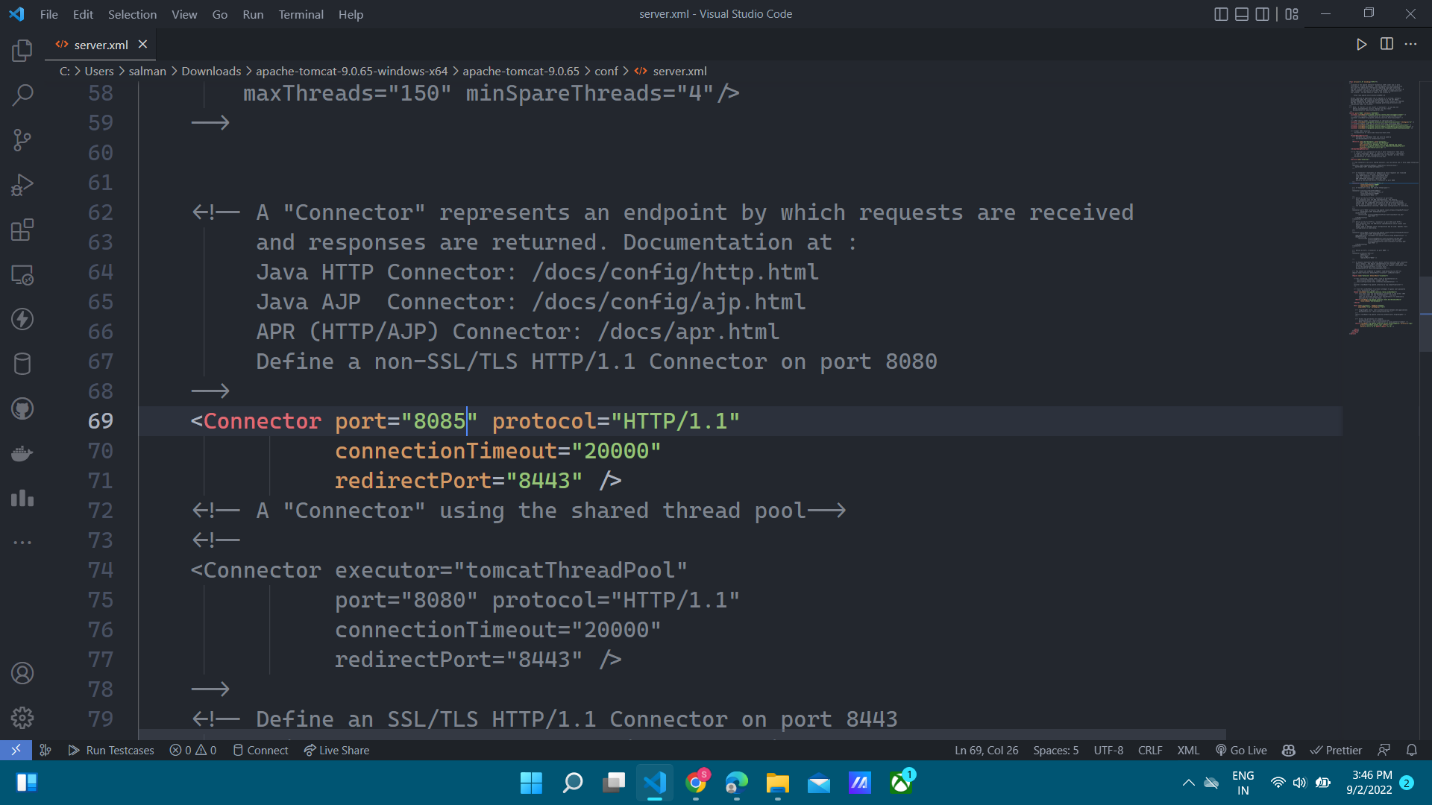 File Edit Selection View Go Run Terminal Help server.xml - Visual Studio Code
server.xml
C: > Users > salman > Downloads > apache-tomcat-9.0.65-windows-x64 > apache-tomcat-9.0.65 > conf > server.xml
58 maxThreads="150" minSpareThreads="4"/>
59 -->
60
61
62 <!-- A "Connector" represents an endpoint by which requests are received
63 and responses are returned. Documentation at :
64 Java HTTP Connector: /docs/config/http.html
65 Java AJP  Connector: /docs/config/ajp.html
66 APR (HTTP/AJP) Connector: /docs/apr.html
67 Define a non-SSL/TLS HTTP/1.1 Connector on port 8080
68 -->
69 <Connector port="8085" protocol="HTTP/1.1"
70 connectionTimeout="20000"
71 redirectPort="8443" />
72 <!-- A "Connector" using the shared thread pool-->
73 <!--
74 <Connector executor="tomcatThreadPool"
75 port="8080" protocol="HTTP/1.1"
76 connectionTimeout="20000"
77 redirectPort="8443" />
78 -->
79 <!-- Define an SSL/TLS HTTP/1.1 Connector on port 8443
Run Testcases 0 0 Connect Live Share Ln 69, Col 26 Spaces: 5 UTF-8 CRLF XML Go Live Prettier
S 1 ENG 3:46 PM
IN 9/2/2022 2